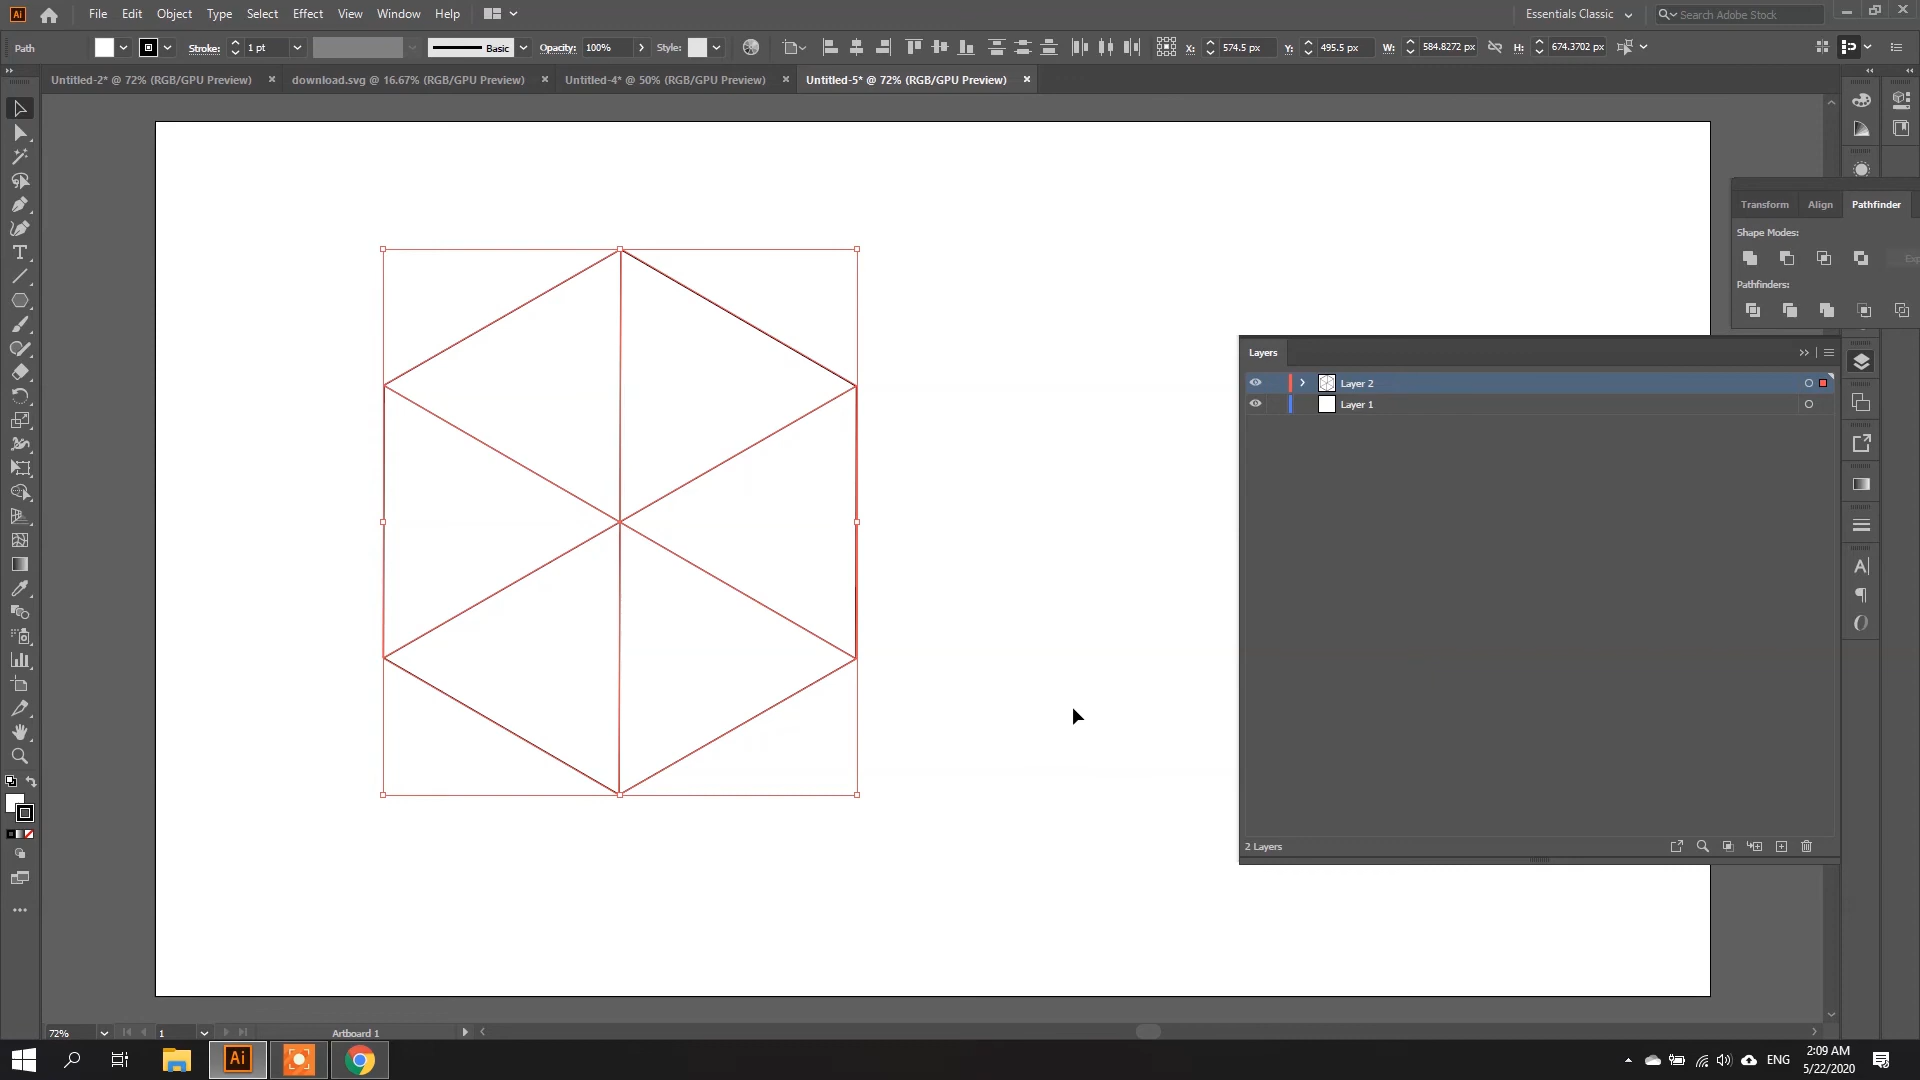 Ai File Edit Object Type Select Effect View Window Help Essentials Classic Search Adobe Stock
Path Stroke: 1 pt Basic Opacity: 100% Style: X: 574.5 px Y: 495.5 px W: 584.8272 px H: 674.3702 px
Untitled-2* @ 72% (RGB/GPU Preview) download.svg @ 16.67% (RGB/GPU Preview) Untitled-4* @ 50% (RGB/GPU Preview) Untitled-5* @ 72% (RGB/GPU Preview)
Transform Align Pathfinder
Shape Modes:
Exp
Pathfinders:
Layers
Layer 2
Layer 1
2 Layers
72% 1 Artboard 1
Ai ENG 2:09 AM
5/22/2020